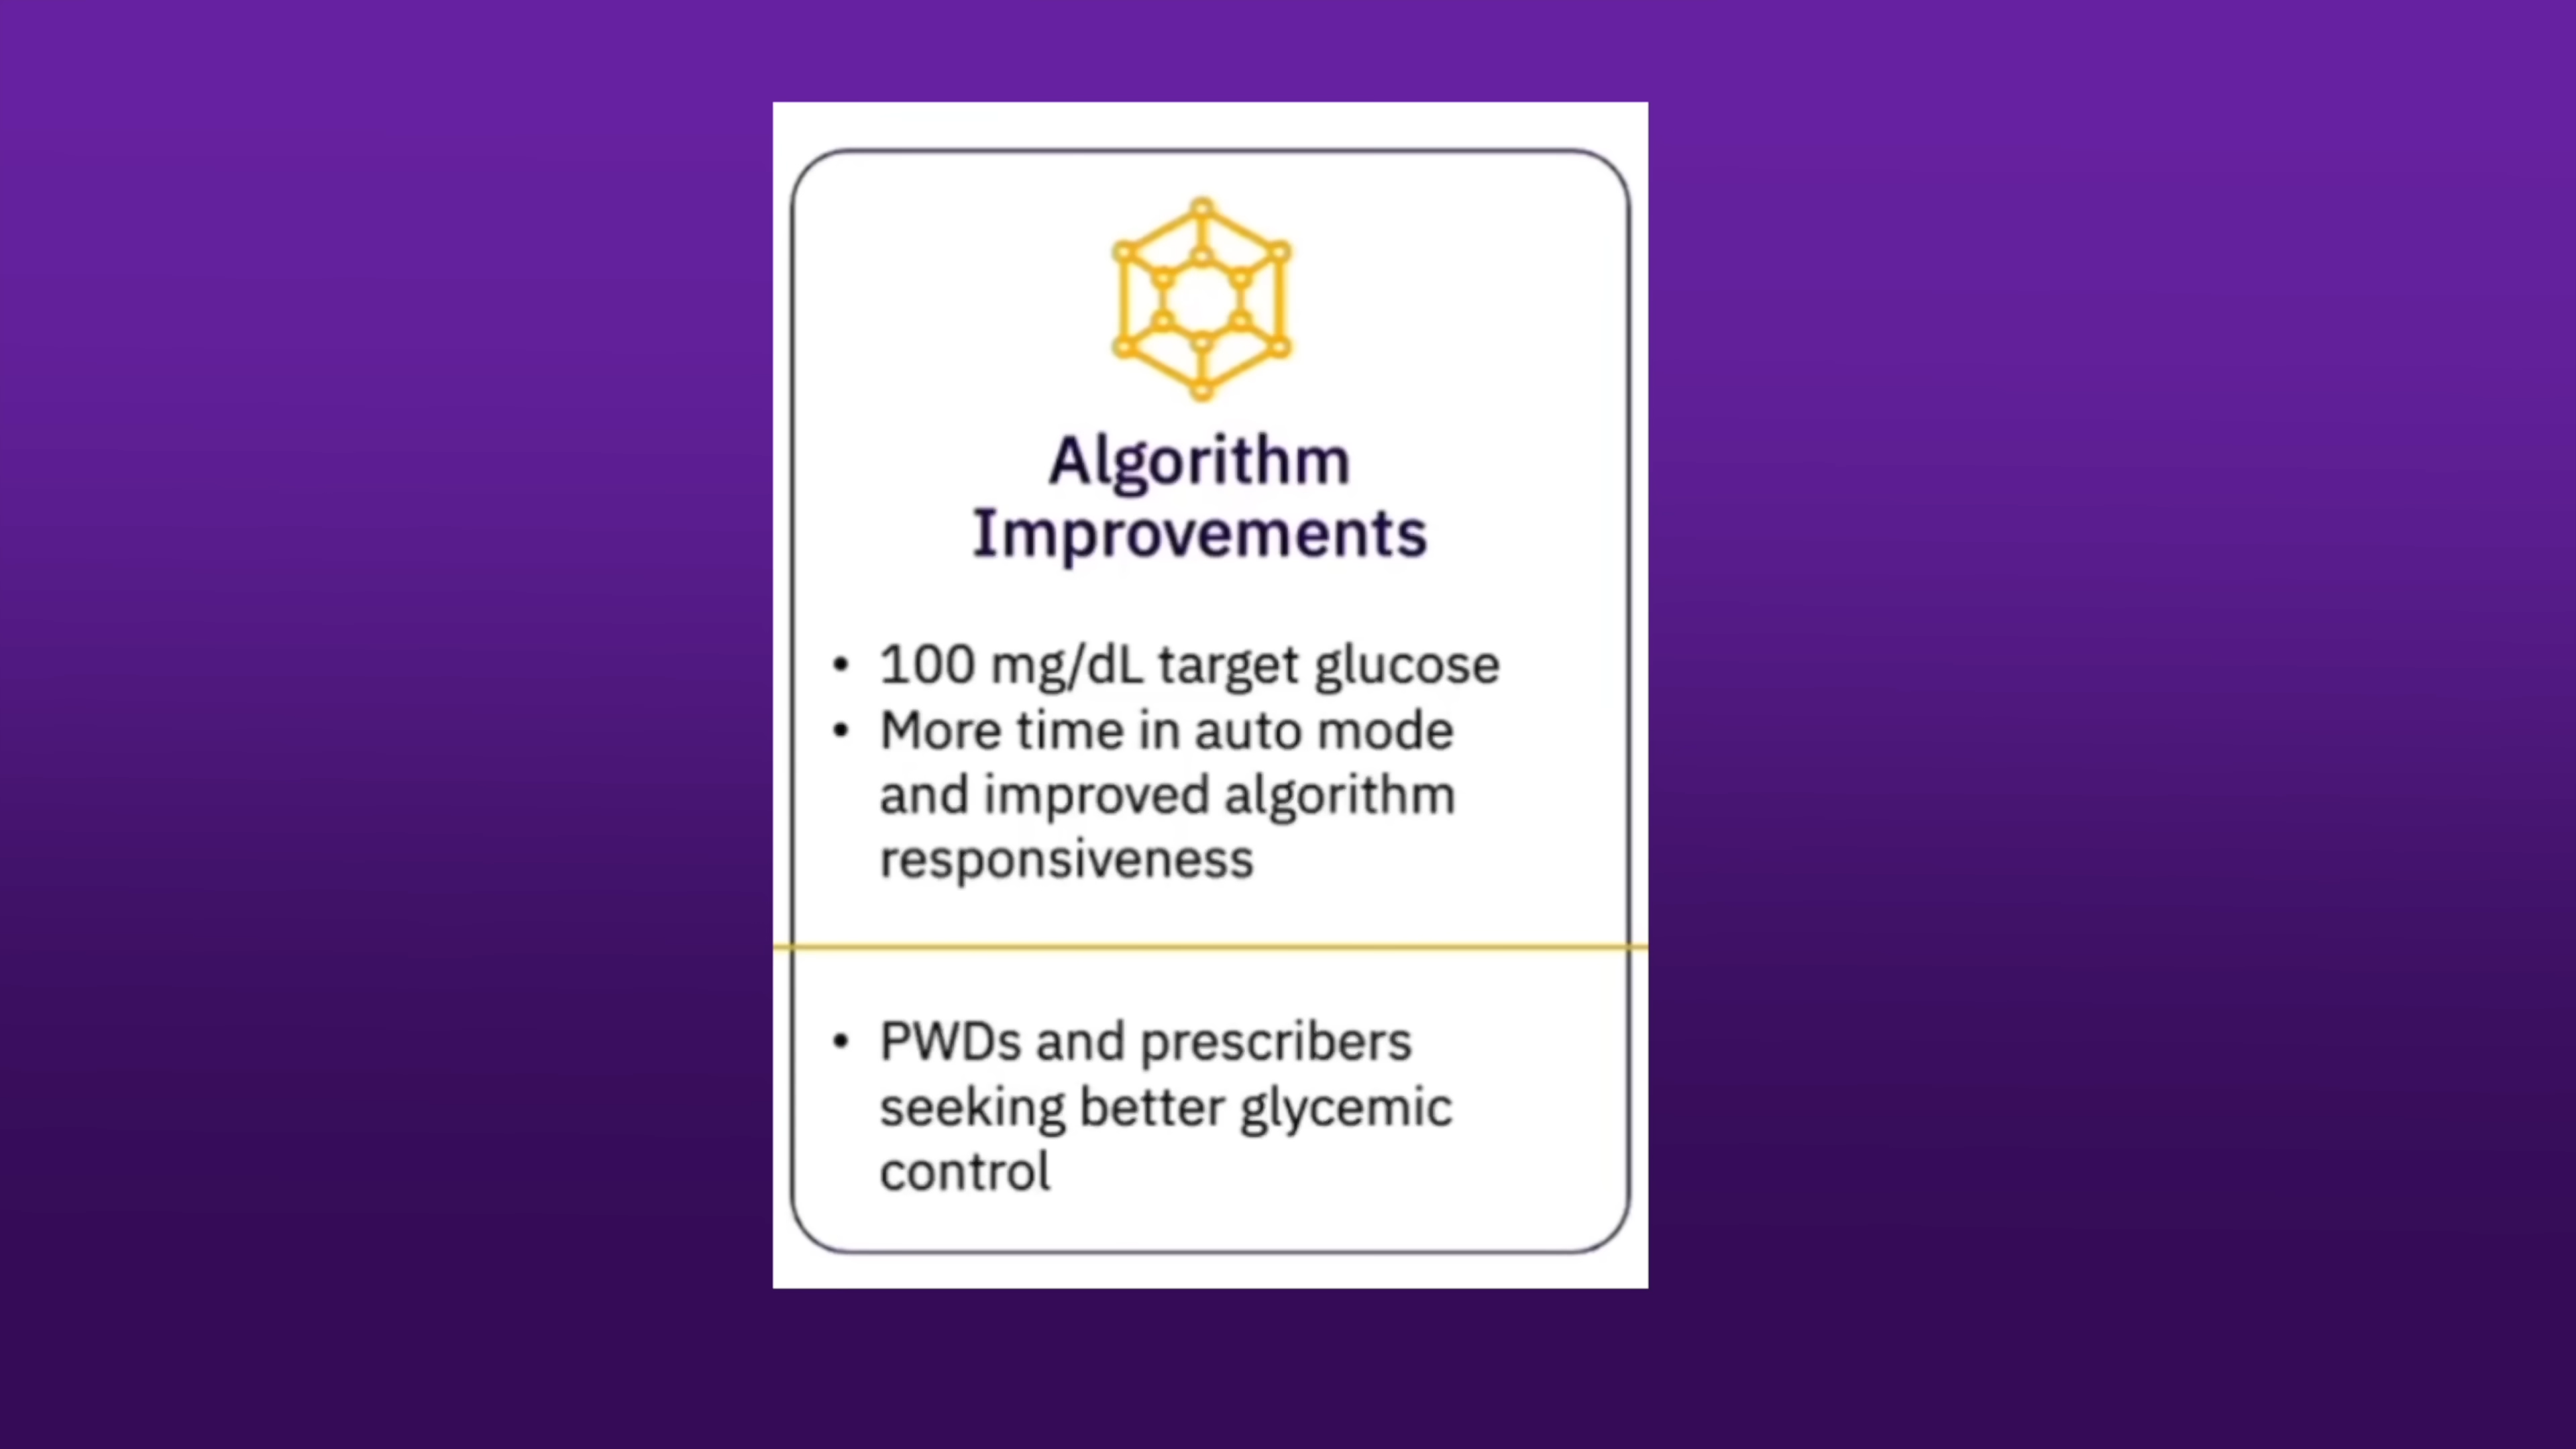 Algorithm
Improvements
• 100 mg/dL target glucose
• More time in auto mode
and improved algorithm
responsiveness
• PWDs and prescribers
seeking better glycemic
control